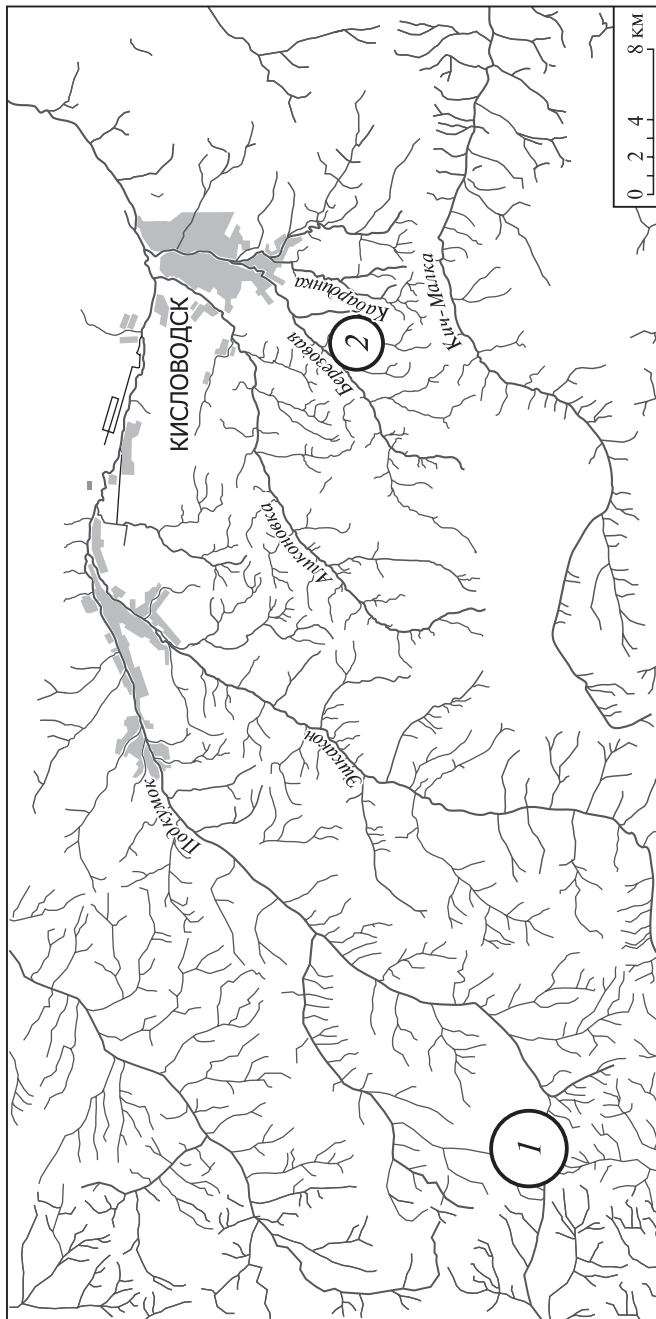 КИСЛОВОДСК
Подкумок
Эшкакон
Аликоновка
Березовая
Кабардинка
Кич-Малка
1
2
0 2 4 8 км